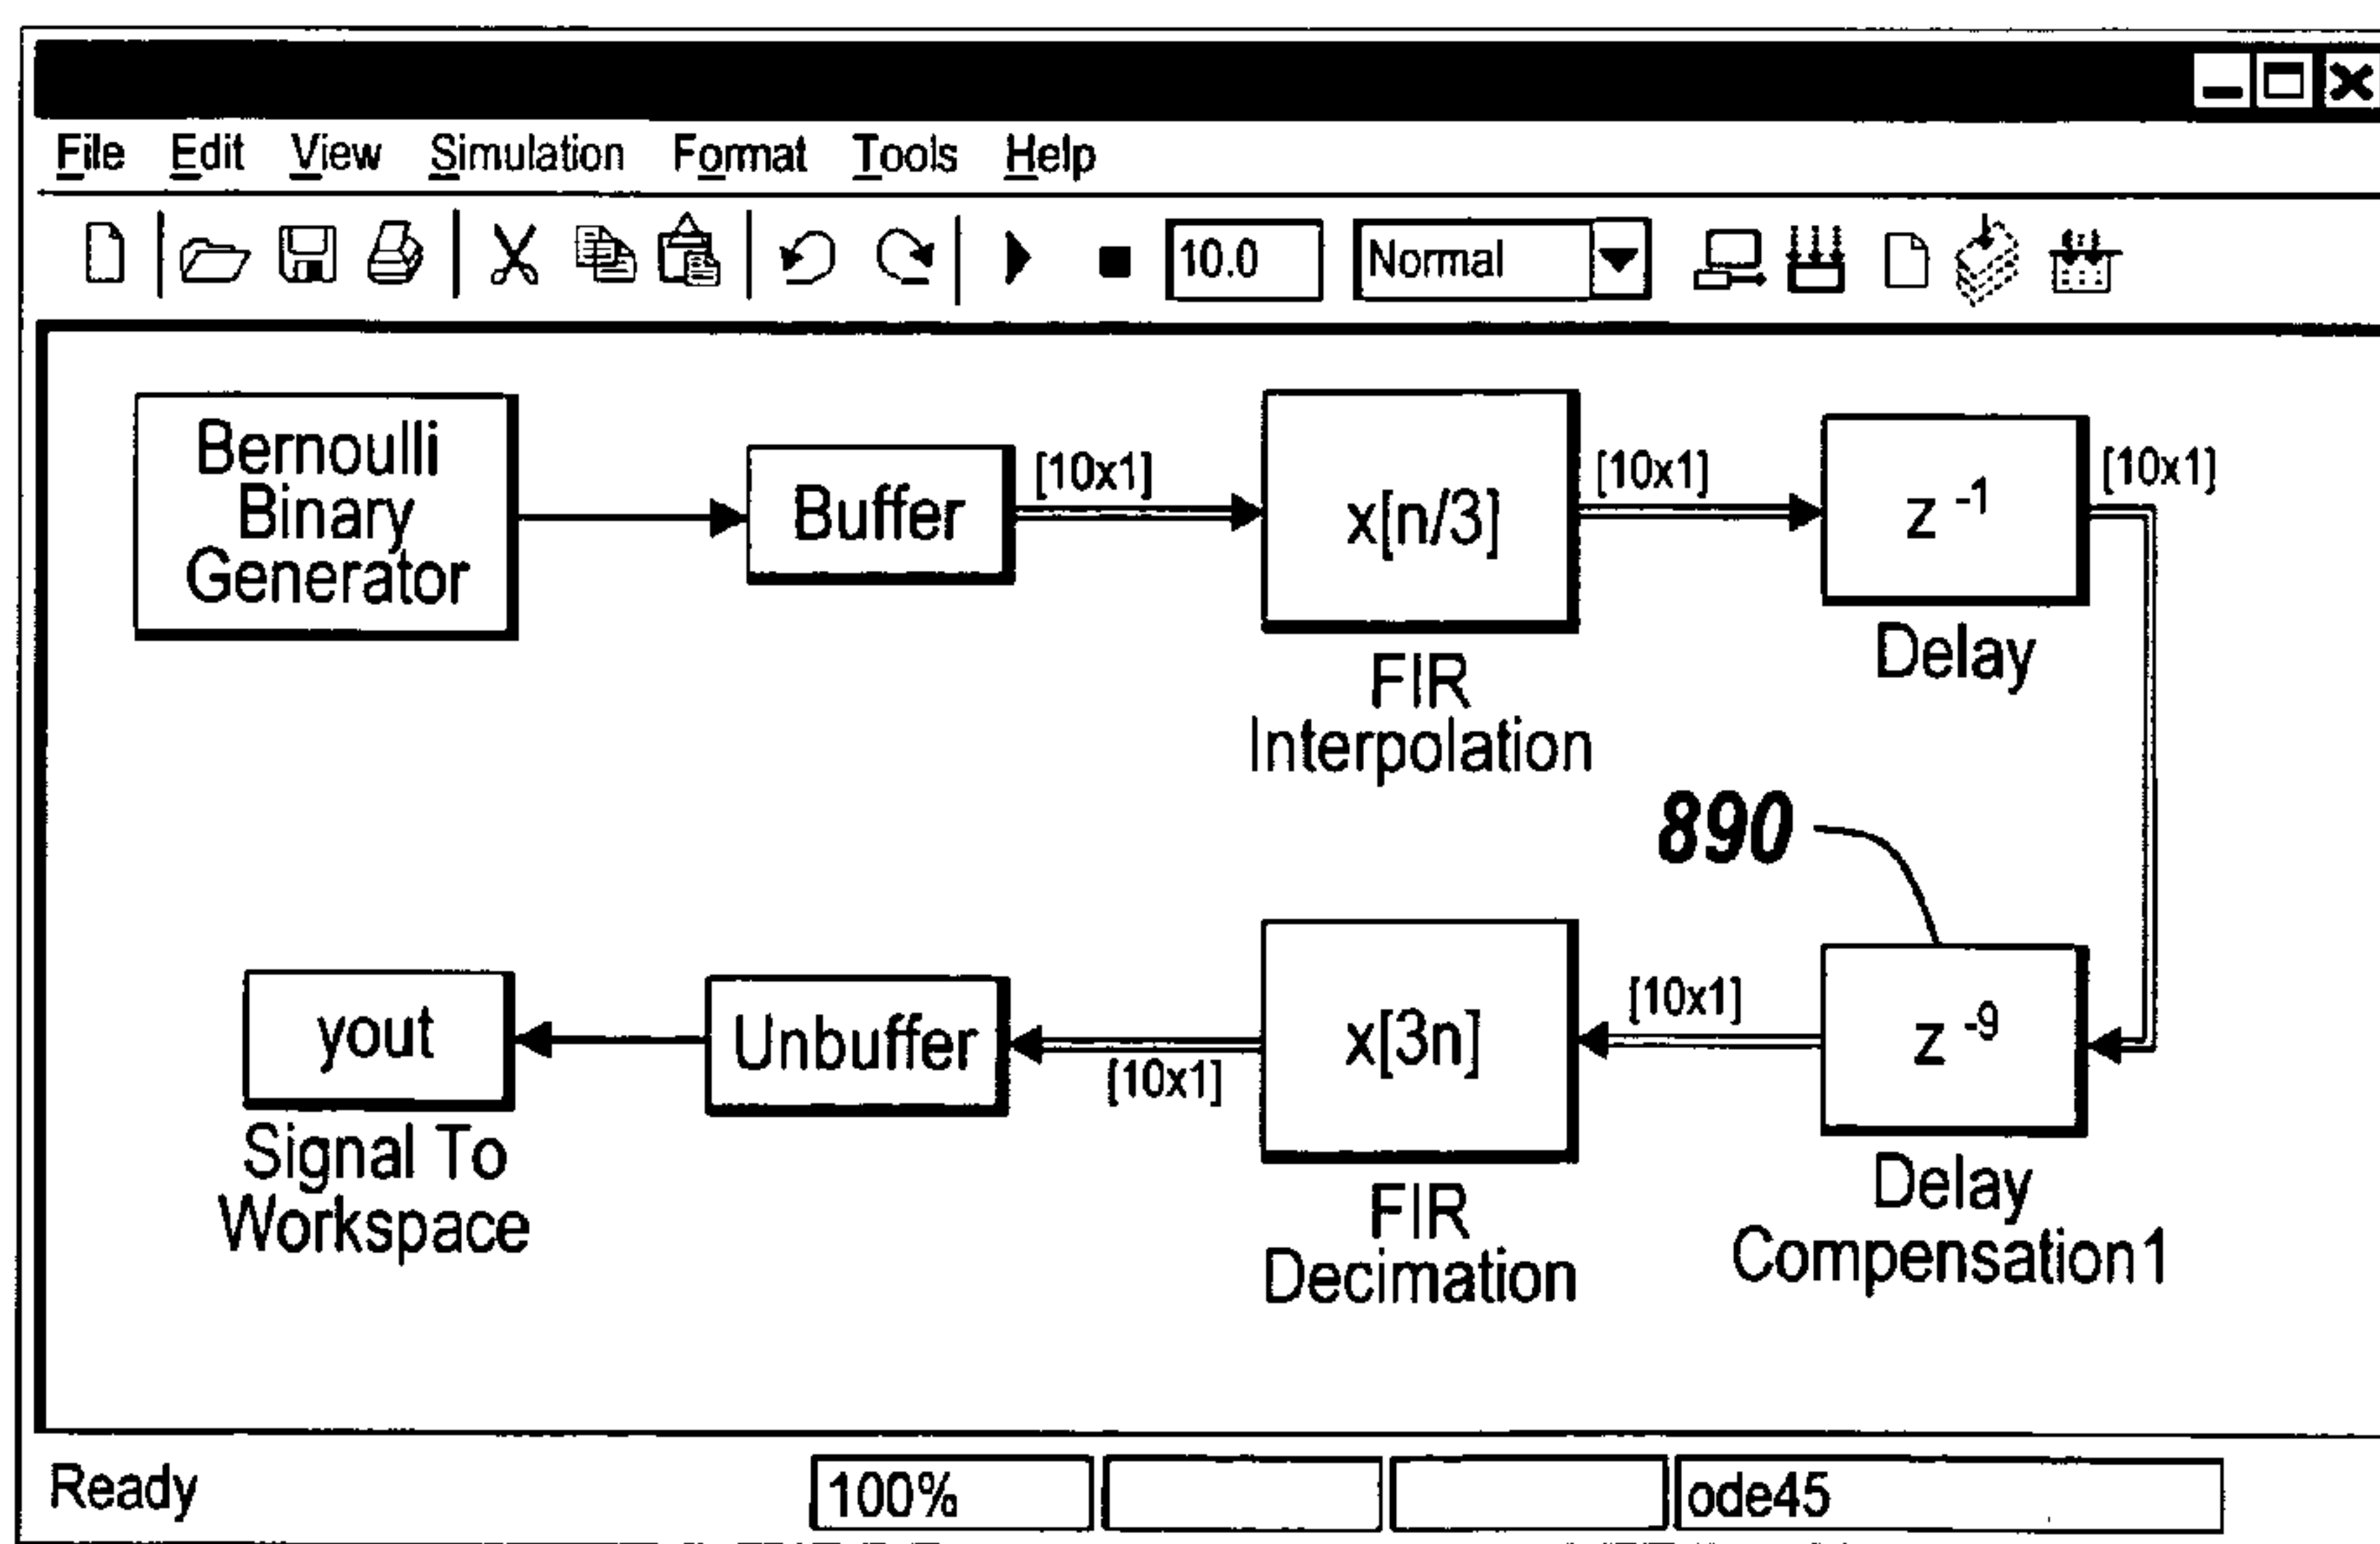 File Edit View Simulation Format Tools Help
10.0 Normal
Bernoulli
Binary
Generator
Buffer
[10x1]
x[n/3]
FIR
Interpolation
[10x1]
z -1
Delay
[10x1]
890
z -9
Delay
Compensation1
[10x1]
x[3n]
FIR
Decimation
[10x1]
Unbuffer
yout
Signal To
Workspace
Ready 100% ode45